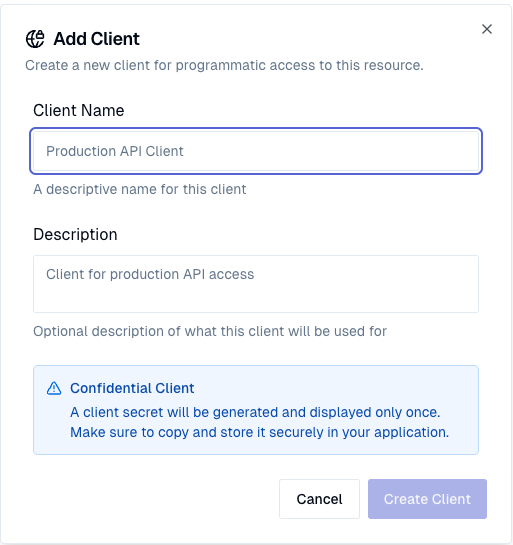 Add Client
Create a new client for programmatic access to this resource.
Client Name
Production API Client
A descriptive name for this client
Description
Client for production API access
Optional description of what this client will be used for
Confidential Client
A client secret will be generated and displayed only once.
Make sure to copy and store it securely in your application.
Cancel
Create Client